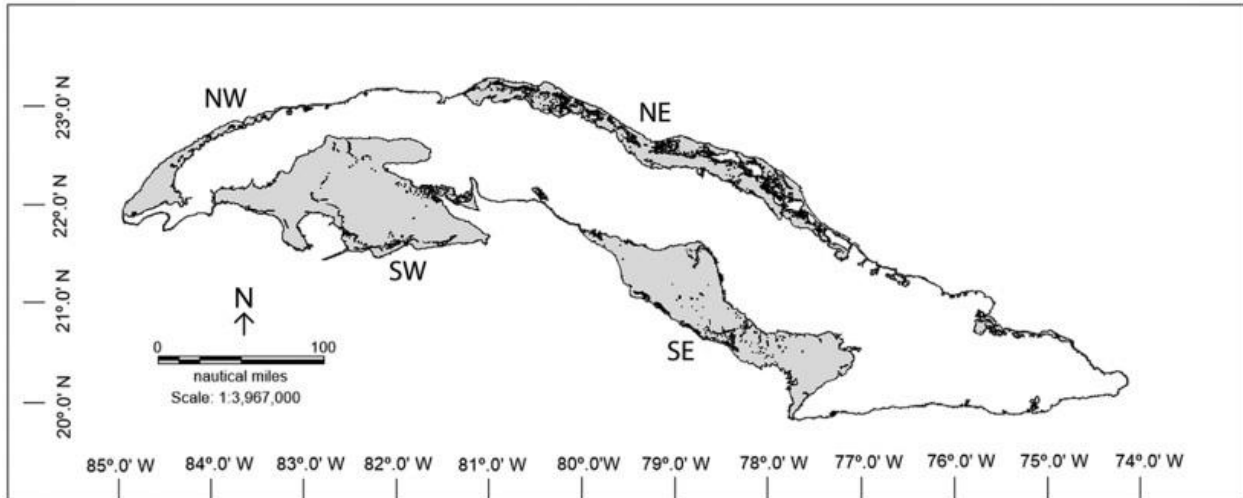 NW
NE
SW
SE
N
0 100
nautical miles
Scale: 1:3,967,000
23º.0' N
22º.0' N
21º.0' N
20º.0' N
85º.0' W 84º.0' W 83º.0' W 82º.0' W 81º.0' W 80º.0' W 79º.0' W 78º.0' W 77º.0' W 76º.0' W 75º.0' W 74º.0' W